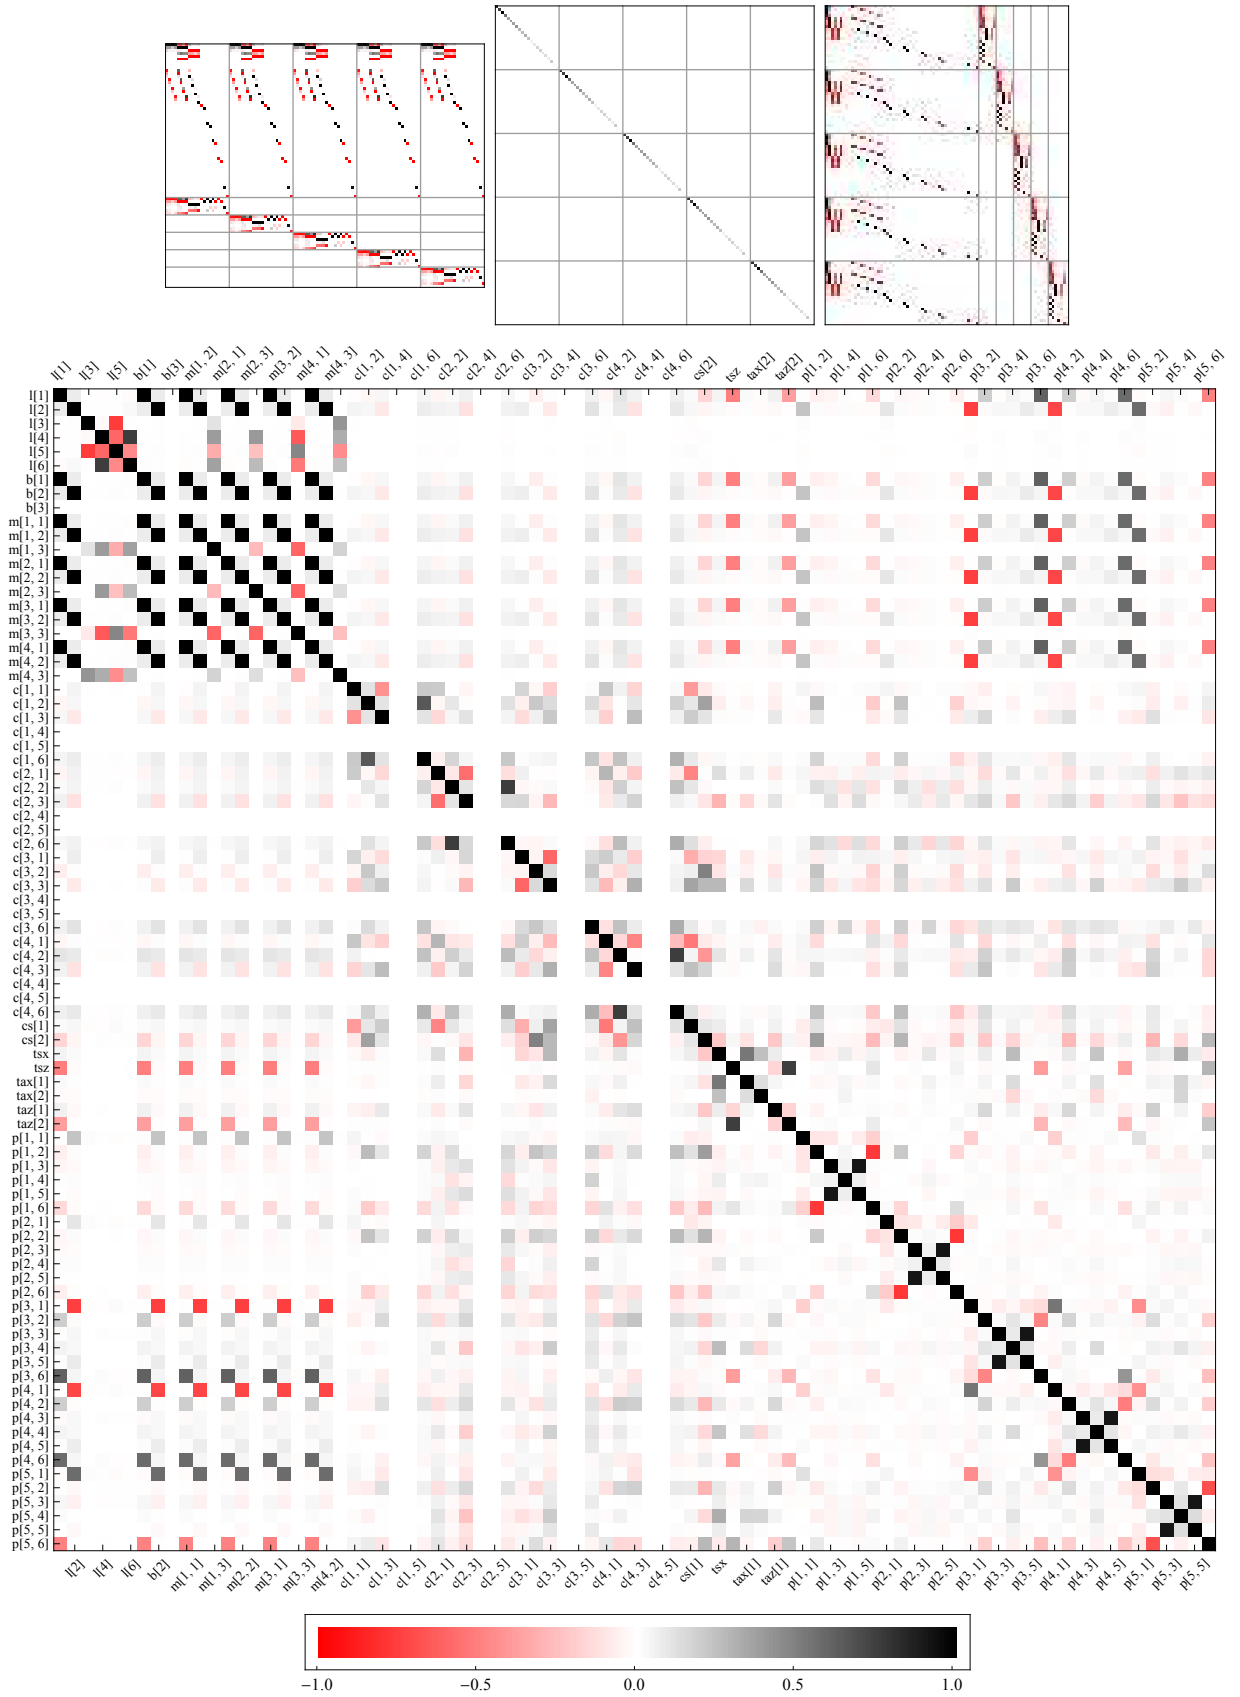 l[1] l[3] l[5] b[1] b[3] m[1, 2] m[2, 1] m[2, 3] m[3, 2] m[4, 1] m[4, 3] c[1, 2] c[1, 4] c[1, 6] c[2, 2] c[2, 4] c[2, 6] c[3, 2] c[3, 4] c[3, 6] c[4, 2] c[4, 4] c[4, 6] cs[2] tsz tax[2] taz[2] p[1, 2] p[1, 4] p[1, 6] p[2, 2] p[2, 4] p[2, 6] p[3, 2] p[3, 4] p[3, 6] p[4, 2] p[4, 4] p[4, 6] p[5, 2] p[5, 4] p[5, 6]
l[1]
l[2]
l[3]
l[4]
l[5]
l[6]
b[1]
b[2]
b[3]
m[1, 1]
m[1, 2]
m[1, 3]
m[2, 1]
m[2, 2]
m[2, 3]
m[3, 1]
m[3, 2]
m[3, 3]
m[4, 1]
m[4, 2]
m[4, 3]
c[1, 1]
c[1, 2]
c[1, 3]
c[1, 4]
c[1, 5]
c[1, 6]
c[2, 1]
c[2, 2]
c[2, 3]
c[2, 4]
c[2, 5]
c[2, 6]
c[3, 1]
c[3, 2]
c[3, 3]
c[3, 4]
c[3, 5]
c[3, 6]
c[4, 1]
c[4, 2]
c[4, 3]
c[4, 4]
c[4, 5]
c[4, 6]
cs[1]
cs[2]
tsx
tsz
tax[1]
tax[2]
taz[1]
taz[2]
p[1, 1]
p[1, 2]
p[1, 3]
p[1, 4]
p[1, 5]
p[1, 6]
p[2, 1]
p[2, 2]
p[2, 3]
p[2, 4]
p[2, 5]
p[2, 6]
p[3, 1]
p[3, 2]
p[3, 3]
p[3, 4]
p[3, 5]
p[3, 6]
p[4, 1]
p[4, 2]
p[4, 3]
p[4, 4]
p[4, 5]
p[4, 6]
p[5, 1]
p[5, 2]
p[5, 3]
p[5, 4]
p[5, 5]
p[5, 6]
l[2] l[4] l[6] b[2] m[1, 1] m[1, 3] m[2, 2] m[3, 1] m[3, 3] m[4, 2] c[1, 1] c[1, 3] c[1, 5] c[2, 1] c[2, 3] c[2, 5] c[3, 1] c[3, 3] c[3, 5] c[4, 1] c[4, 3] c[4, 5] cs[1] tsx tax[1] taz[1] p[1, 1] p[1, 3] p[1, 5] p[2, 1] p[2, 3] p[2, 5] p[3, 1] p[3, 3] p[3, 5] p[4, 1] p[4, 3] p[4, 5] p[5, 1] p[5, 3] p[5, 5]
−1.0 −0.5 0.0 0.5 1.0